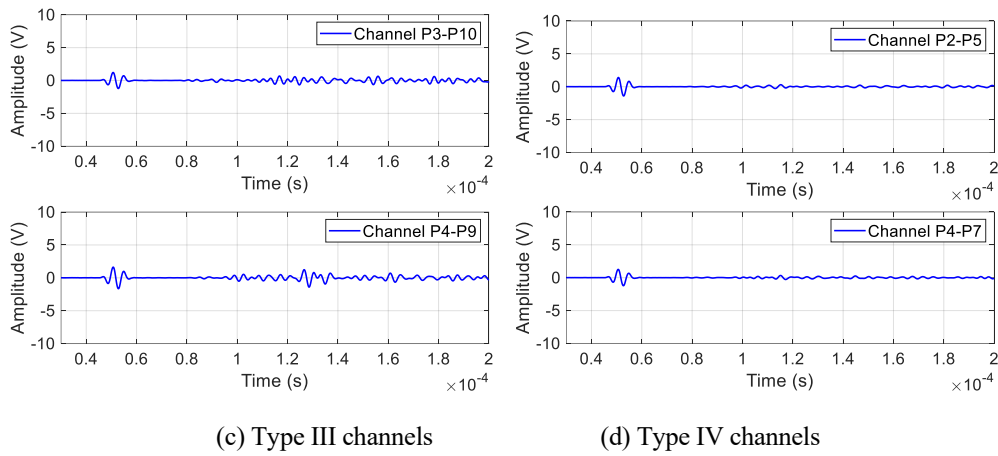 10
5
0
-5
-10
Amplitude (V)
Channel P3-P10
0.4 0.6 0.8 1 1.2 1.4 1.6 1.8 2
Time (s)
×10⁻⁴
10
5
0
-5
-10
Amplitude (V)
Channel P2-P5
0.4 0.6 0.8 1 1.2 1.4 1.6 1.8 2
Time (s)
×10⁻⁴
10
5
0
-5
-10
Amplitude (V)
Channel P4-P9
0.4 0.6 0.8 1 1.2 1.4 1.6 1.8 2
Time (s)
×10⁻⁴
10
5
0
-5
-10
Amplitude (V)
Channel P4-P7
0.4 0.6 0.8 1 1.2 1.4 1.6 1.8 2
Time (s)
×10⁻⁴
(c) Type III channels
(d) Type IV channels